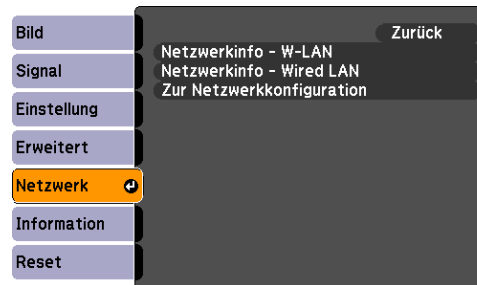 Bild
Signal
Einstellung
Erweitert
Netzwerk
Information
Reset
Zurück
Netzwerkinfo - W-LAN
Netzwerkinfo - Wired LAN
Zur Netzwerkkonfiguration